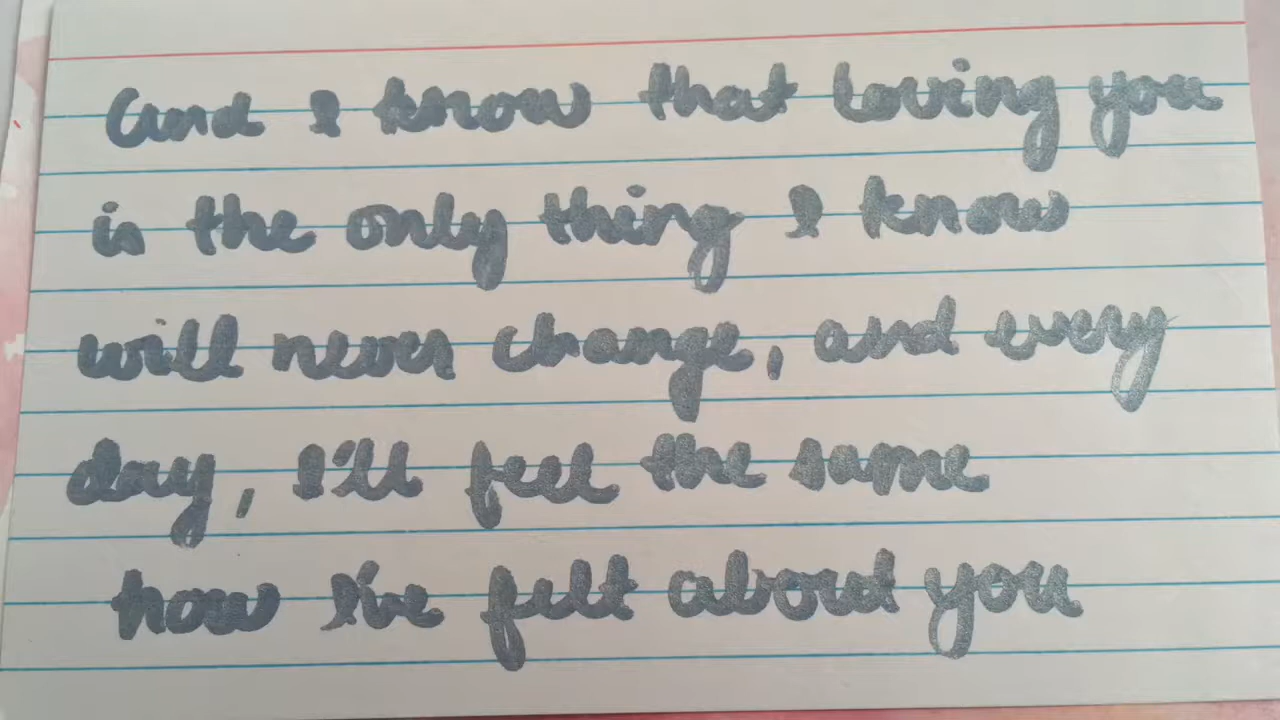 and I know that loving you
is the only thing I know
will never change, and every
day, I'll feel the same
how I've felt about you